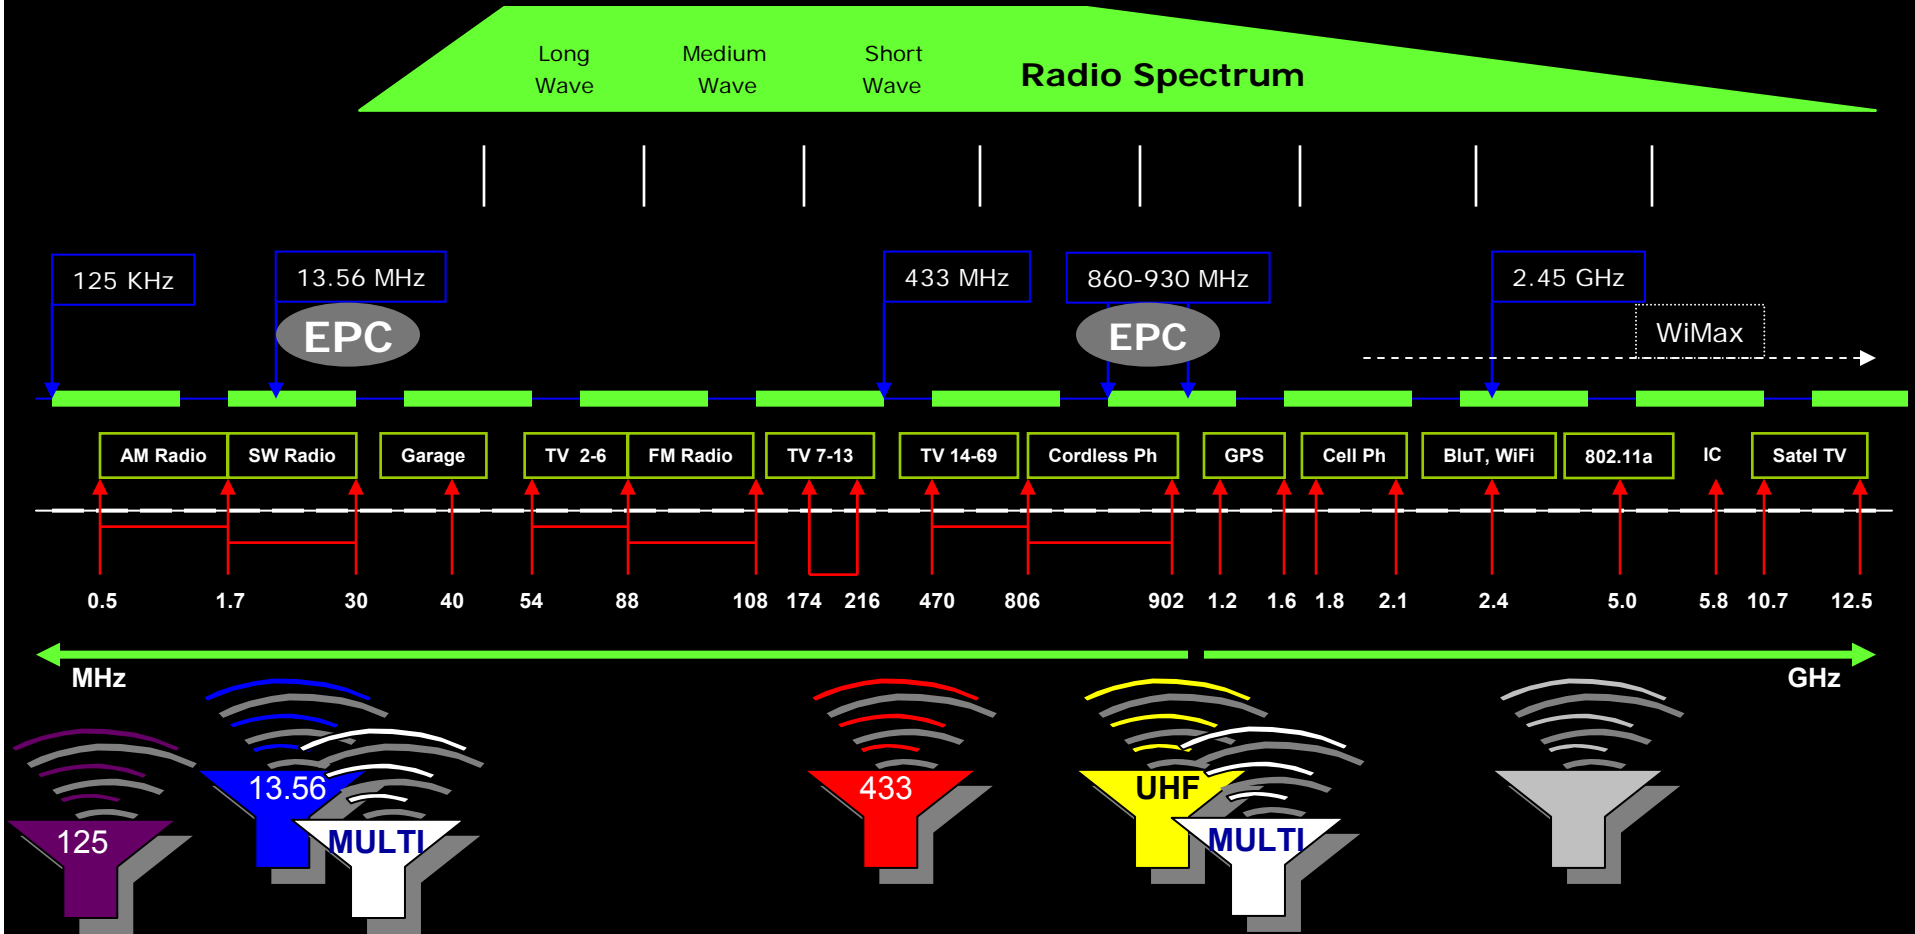 Long Wave
Medium Wave
Short Wave
Radio Spectrum
125 KHz
13.56 MHz
433 MHz
860-930 MHz
2.45 GHz
EPC
EPC
WiMax
AM Radio
SW Radio
Garage
TV 2-6
FM Radio
TV 7-13
TV 14-69
Cordless Ph
GPS
Cell Ph
BluT, WiFi
802.11a
IC
Satel TV
0.5
1.7
30
40
54
88
108
174
216
470
806
902
1.2
1.6
1.8
2.1
2.4
5.0
5.8
10.7
12.5
MHz
GHz
125
13.56
MULTI
433
UHF
MULTI